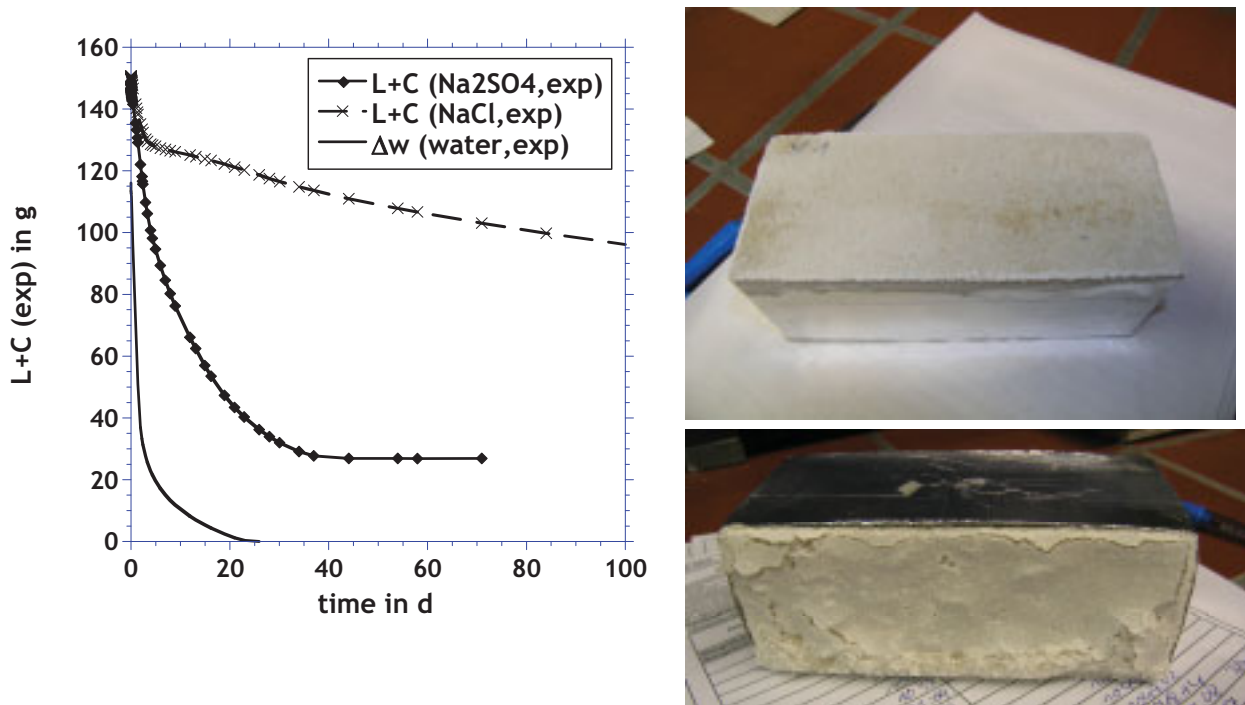 L+C (exp) in g
160
140
120
100
80
60
40
20
0
L+C (Na2SO4,exp)
L+C (NaCl,exp)
Δw (water,exp)
0 20 40 60 80 100
time in d